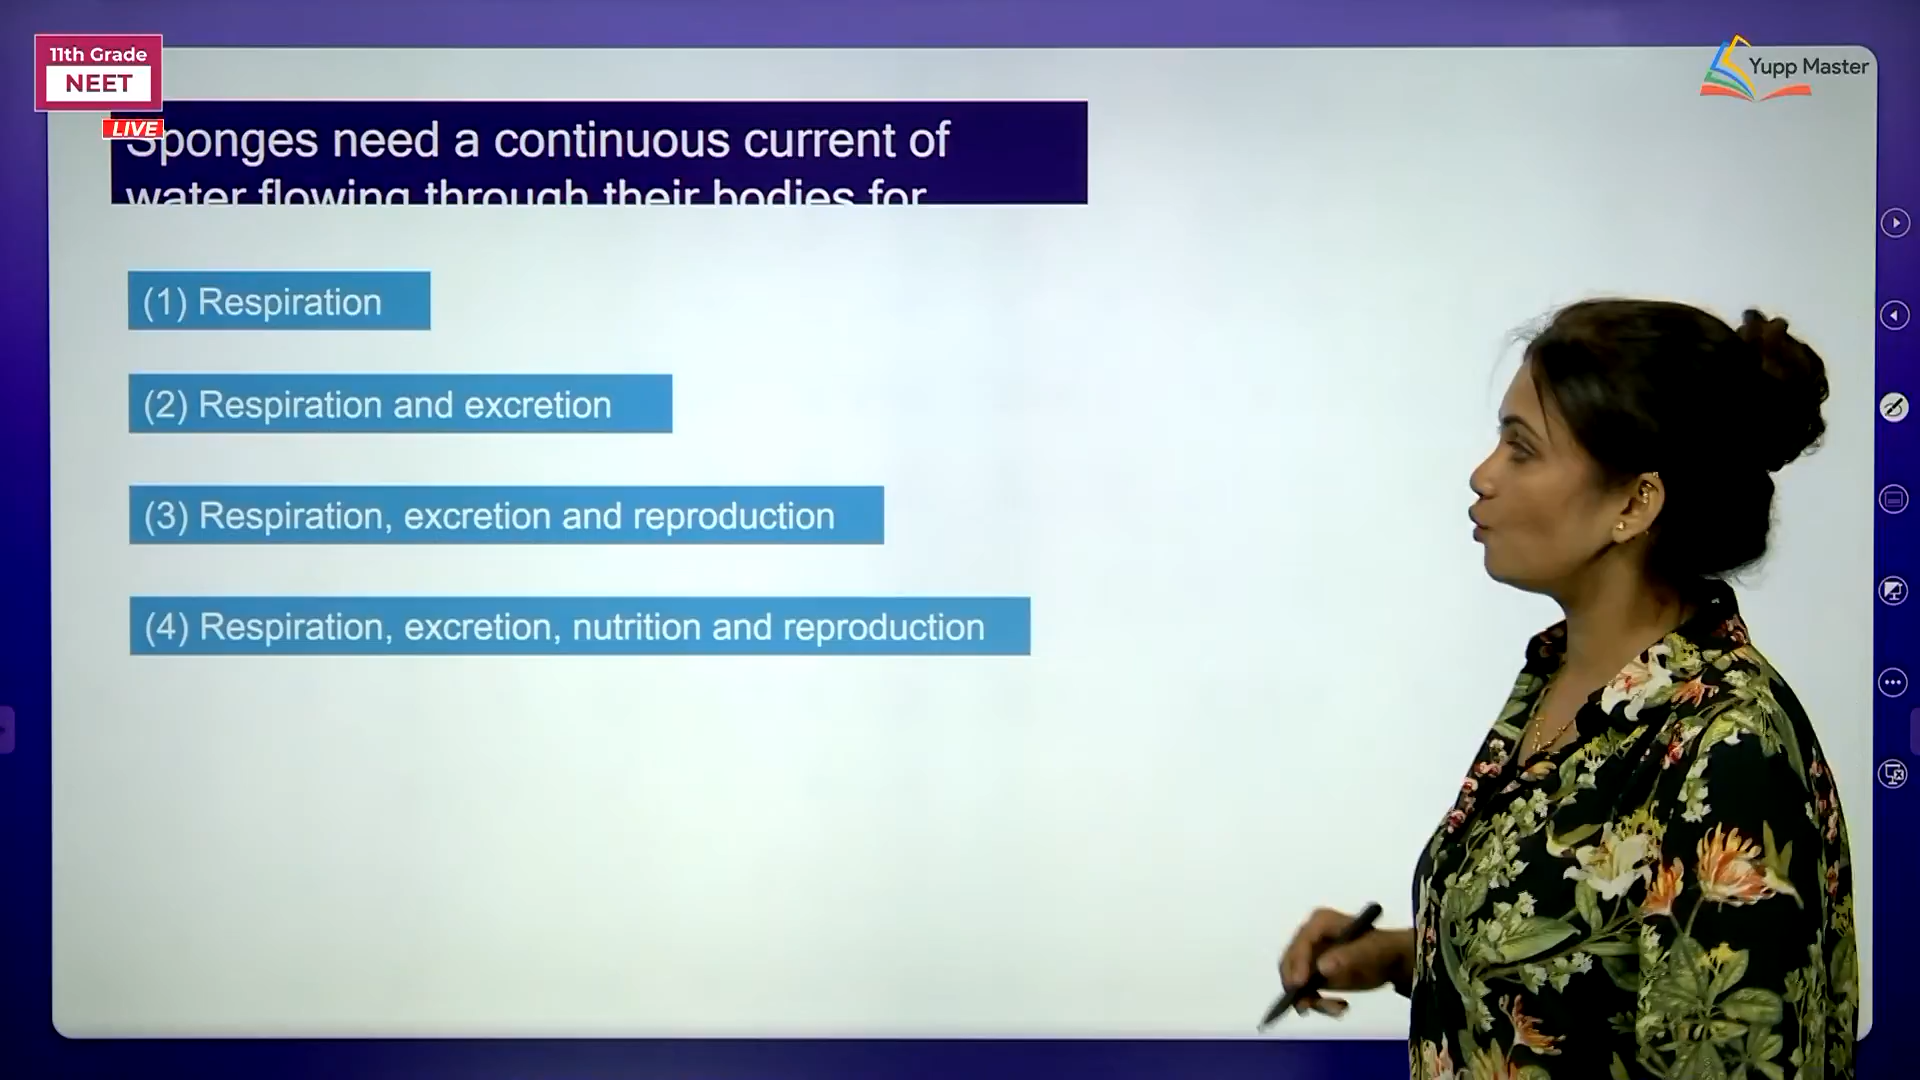 11th Grade
NEET
LIVE
Yupp Master
Sponges need a continuous current of
water flowing through their bodies for
(1) Respiration
(2) Respiration and excretion
(3) Respiration, excretion and reproduction
(4) Respiration, excretion, nutrition and reproduction